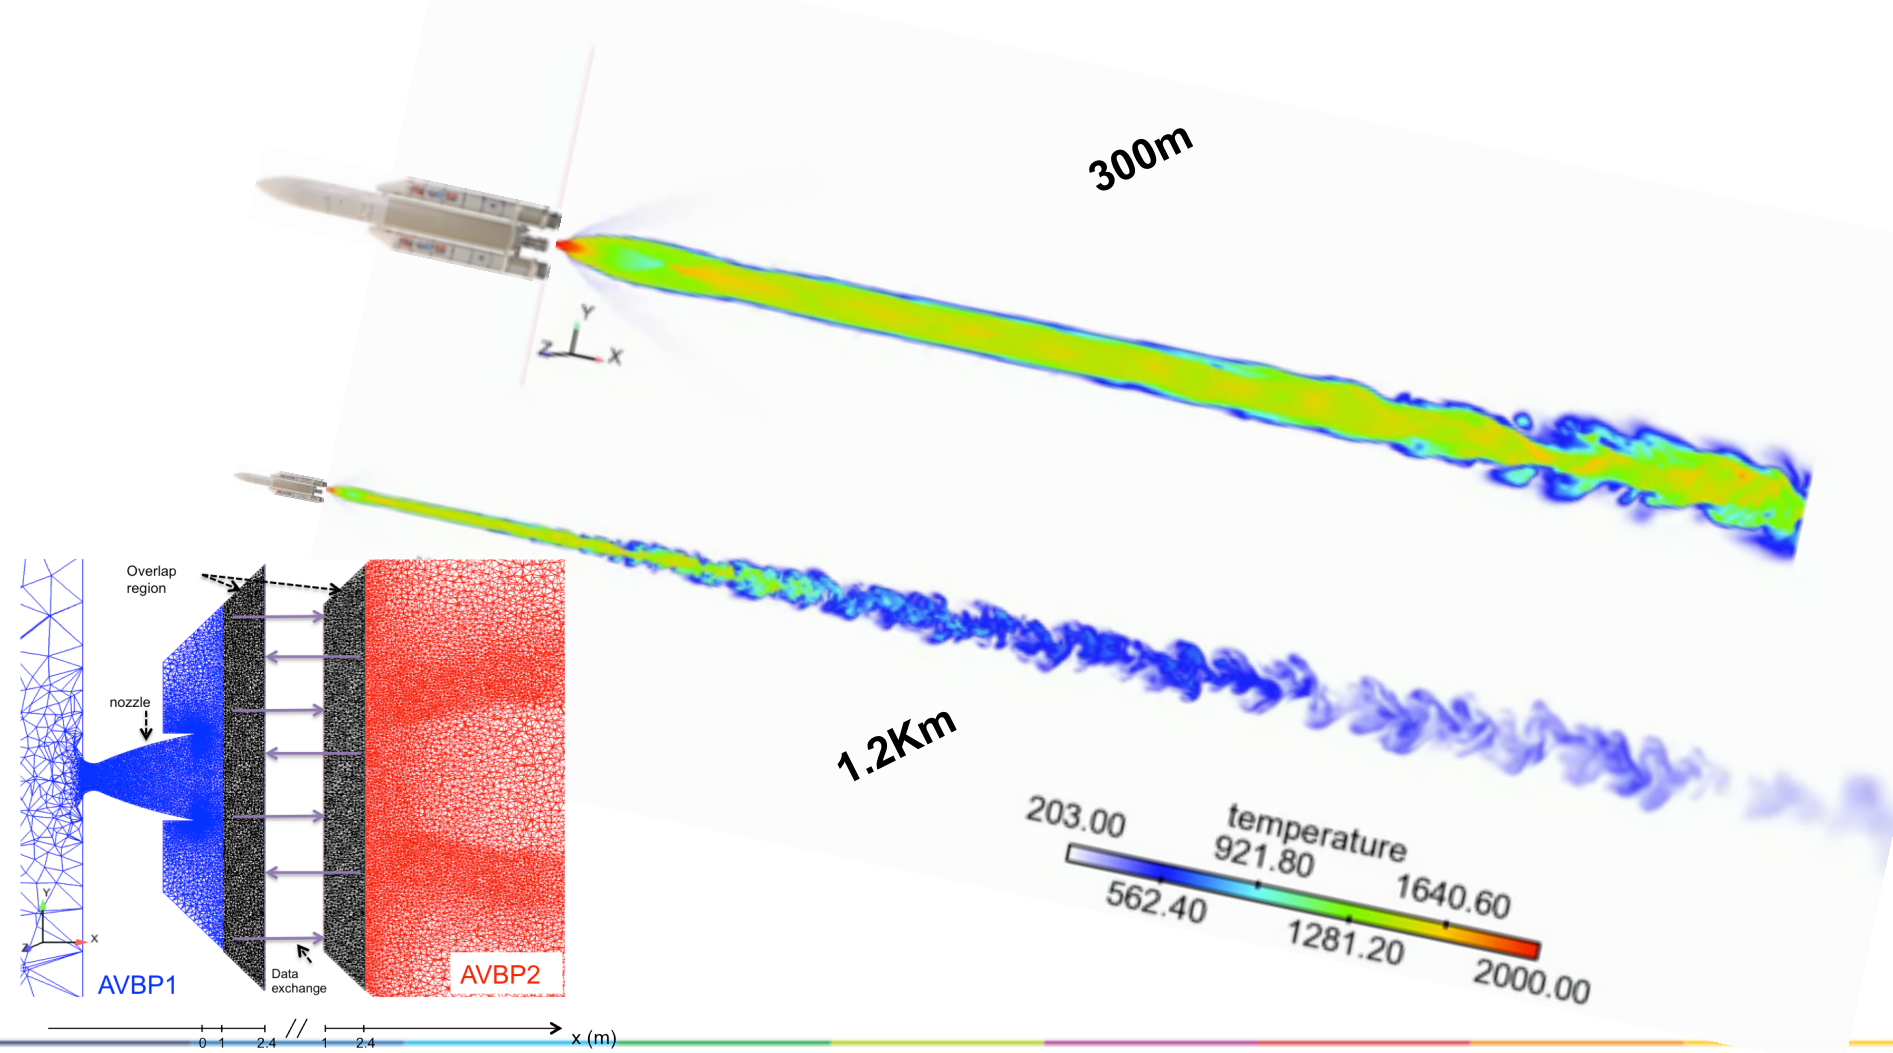 300m
Y
Z
X
1.2Km
203.00
temperature
921.80
1640.60
562.40
1281.20
2000.00
Overlap
region
nozzle
Y
Z
X
AVBP1
Data
exchange
AVBP2
0 1 2.4 // 1 2.4 x (m)